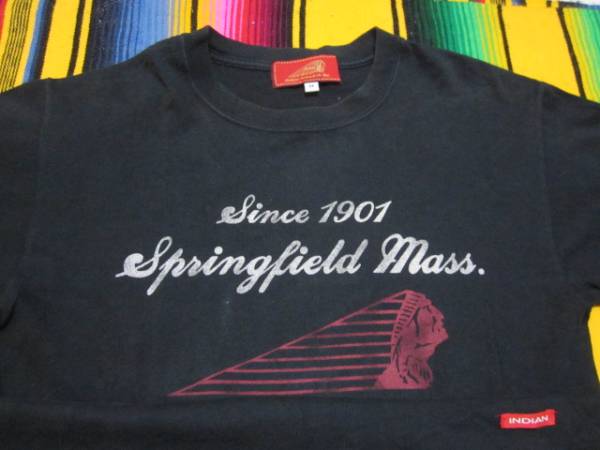 Since 1901
Springfield Mass.
INDIAN